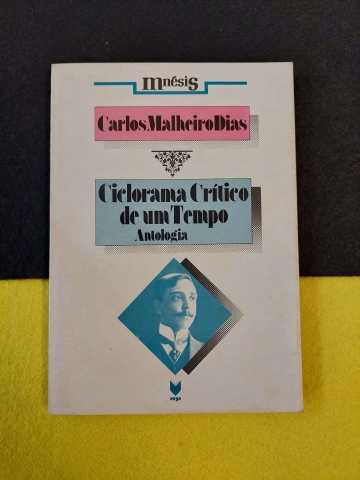 mnésis
Carlos Malheiro Dias
Ciclorama Crítico
de um Tempo
Antologia
vega